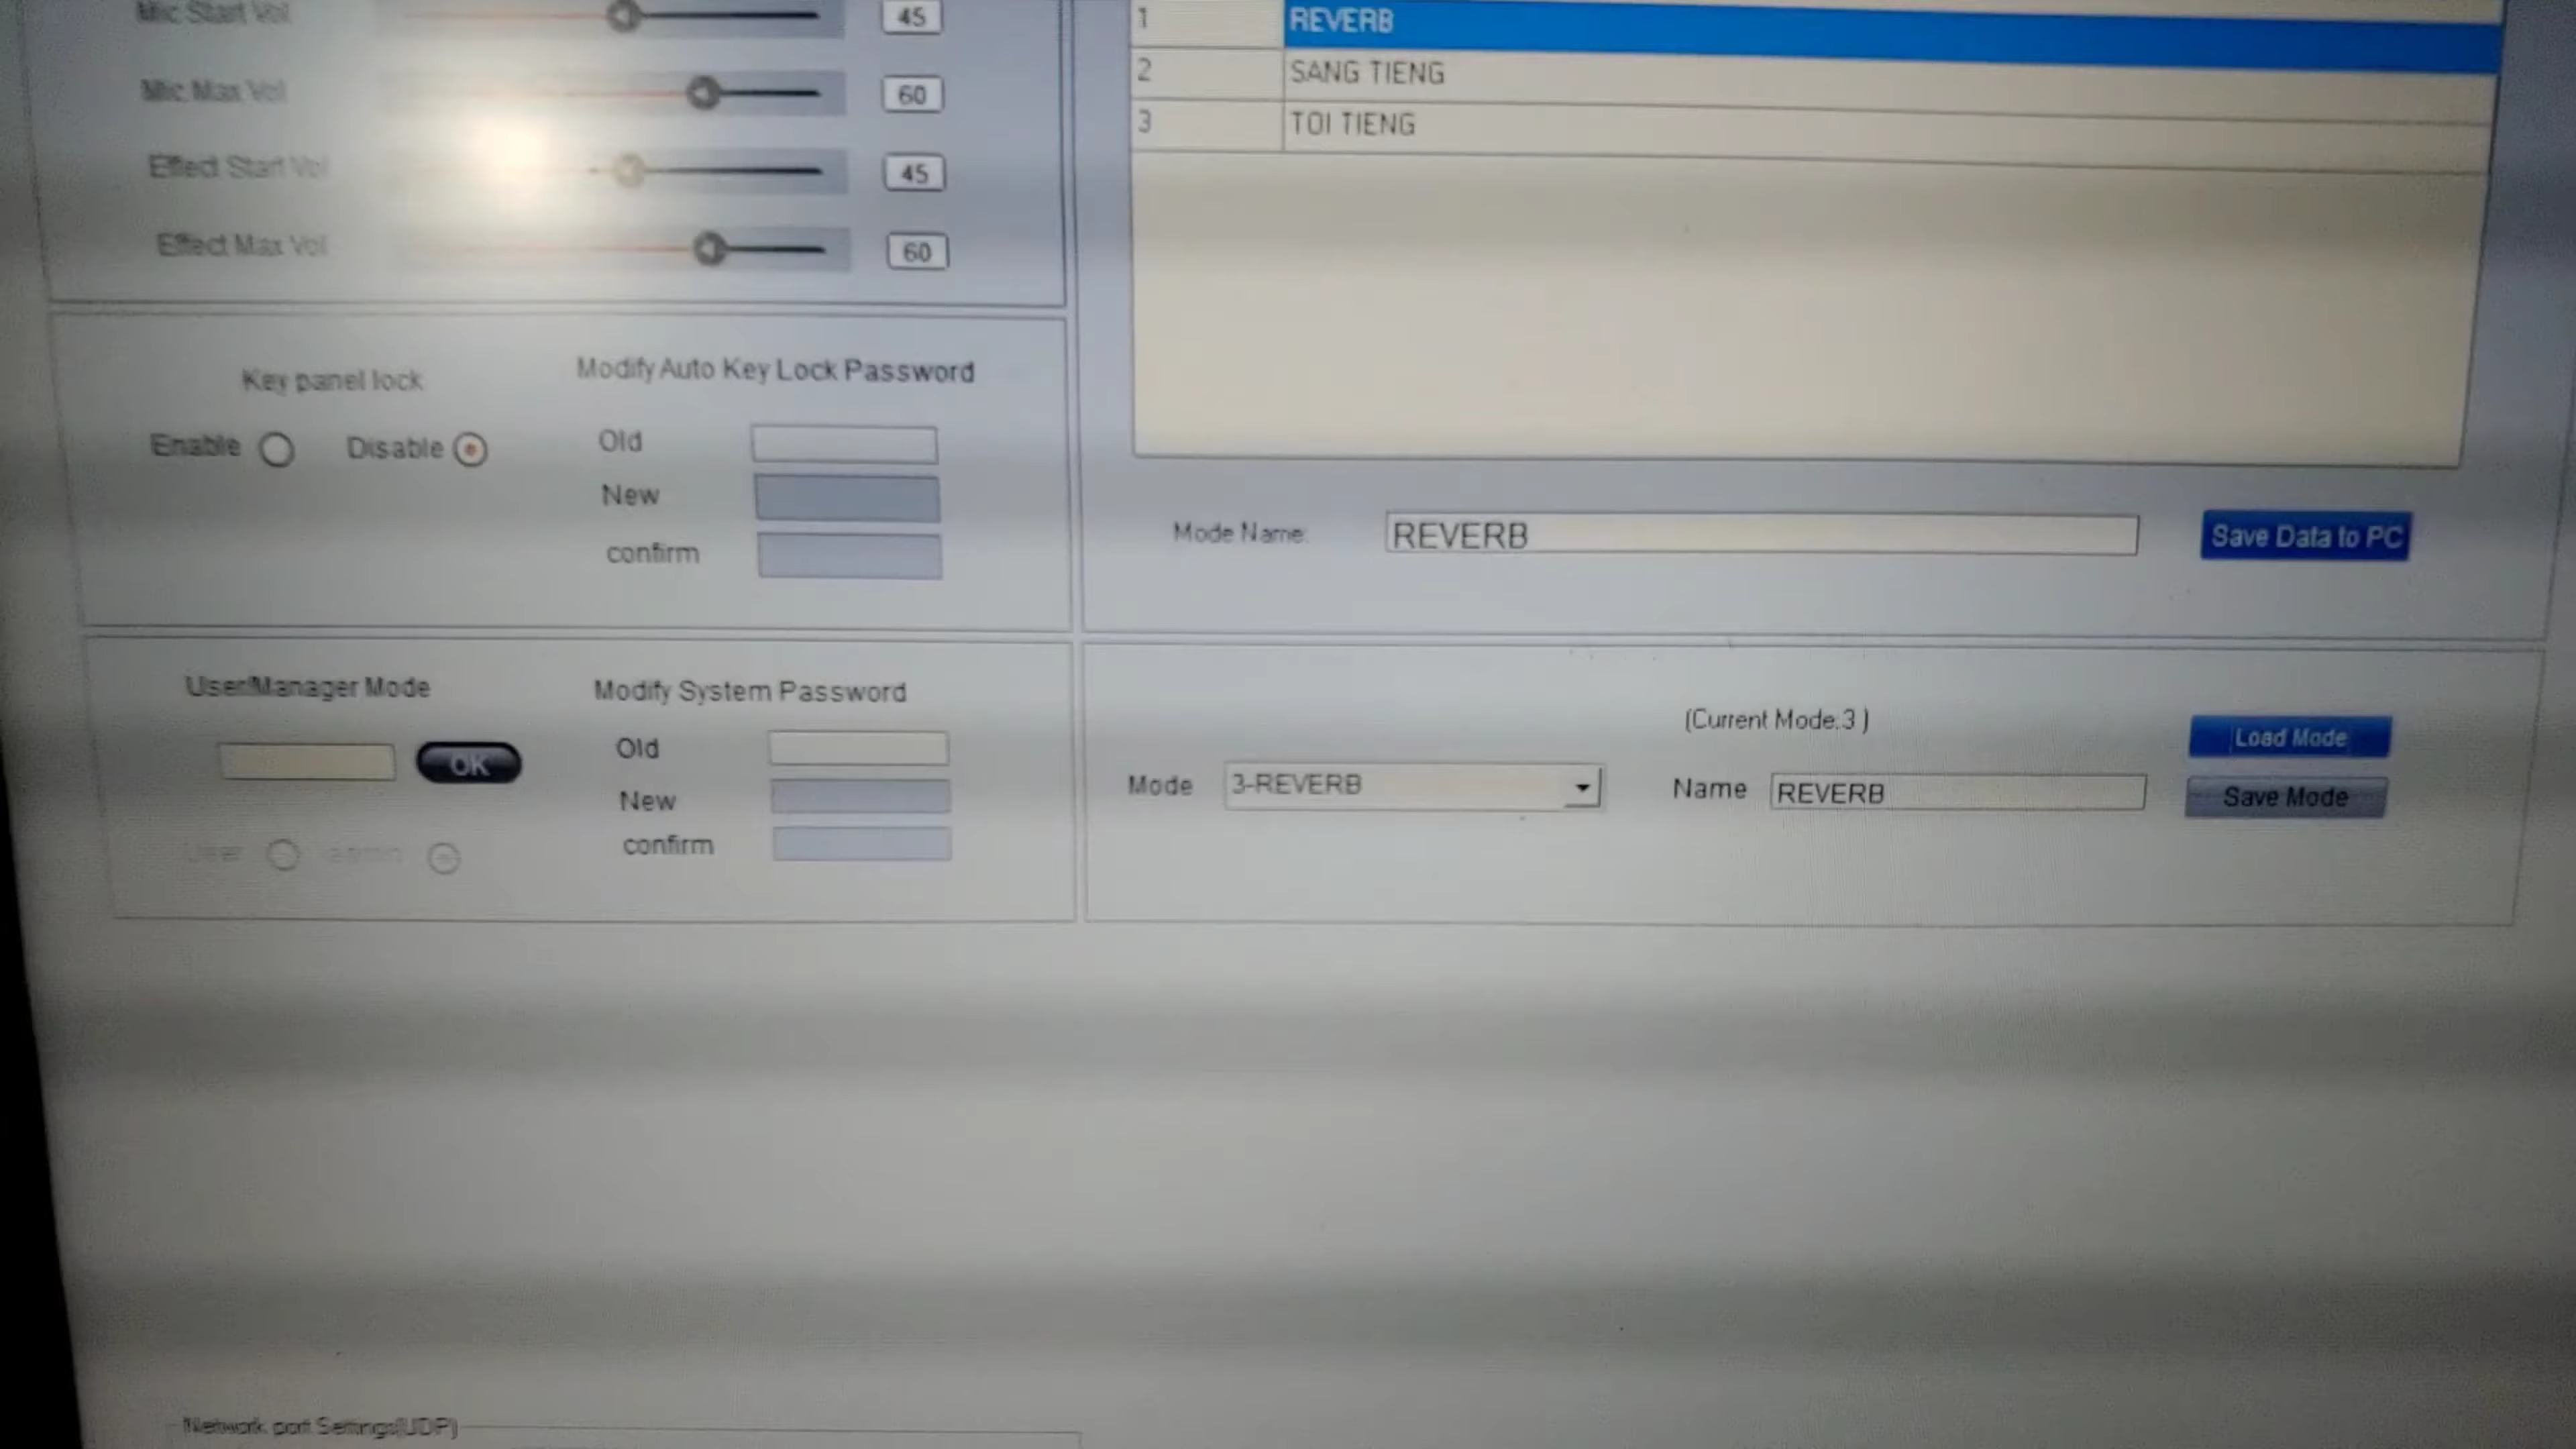 Mic Start Vol 45
Mic Max Vol 60
Effect Start Vol 45
Effect Max Vol 60
1 REVERB
2 SANG TIENG
3 TOI TIENG
Key panel lock
Enable Disable
Modify Auto Key Lock Password
Old
New
confirm
Mode Name: REVERB Save Data to PC
User/Manager Mode
OK
User admin
Modify System Password
Old
New
confirm
(Current Mode:3 )
Load Mode
Mode 3-REVERB Name REVERB
Save Mode
Network port Settings(UDP)